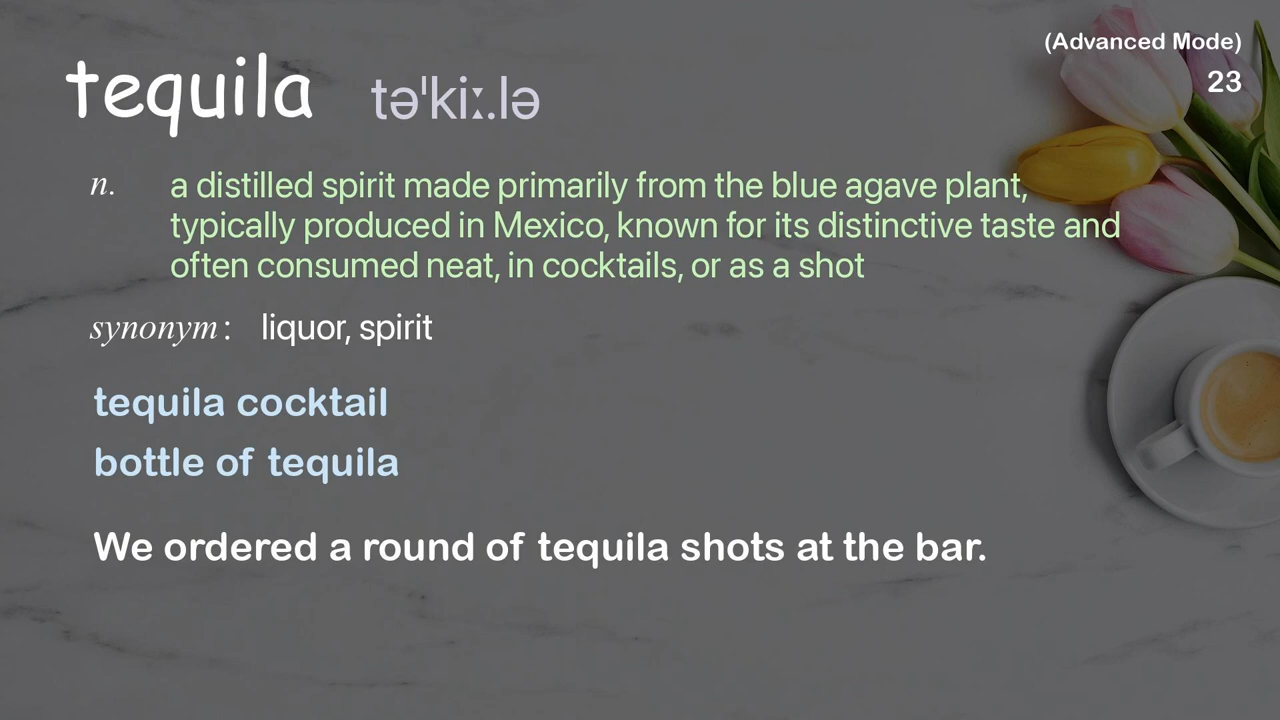 (Advanced Mode)
23
tequila təˈkiː.lə
n. a distilled spirit made primarily from the blue agave plant,
typically produced in Mexico, known for its distinctive taste and
often consumed neat, in cocktails, or as a shot
synonym: liquor, spirit
tequila cocktail
bottle of tequila
We ordered a round of tequila shots at the bar.